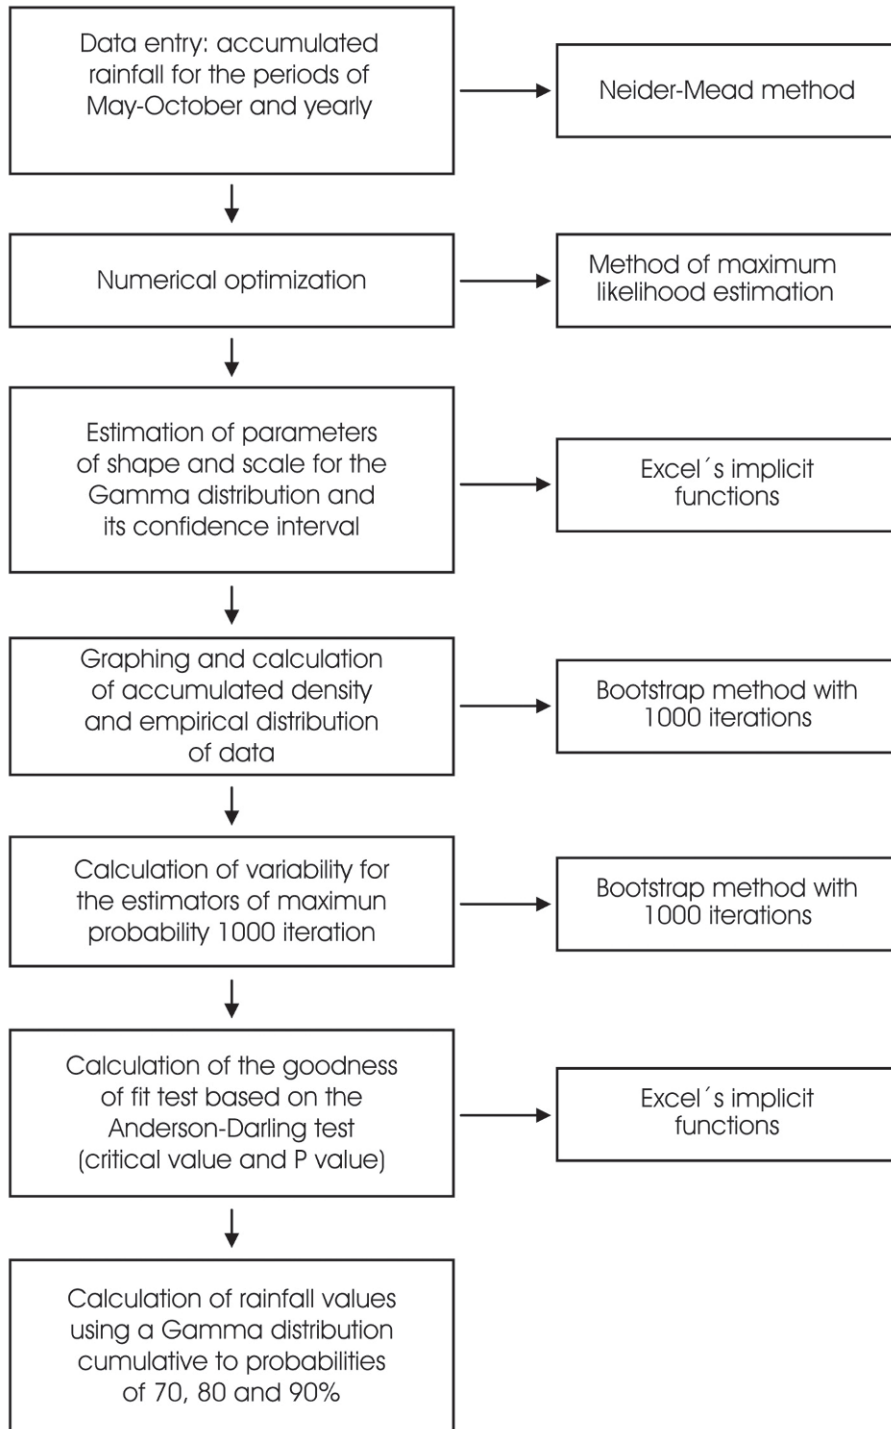 Data entry: accumulated
rainfall for the periods of
May-October and yearly
Neider-Mead method
Numerical optimization
Method of maximum
likelihood estimation
Estimation of parameters
of shape and scale for the
Gamma distribution and
its confidence interval
Excel´s implicit
functions
Graphing and calculation
of accumulated density
and empirical distribution
of data
Bootstrap method with
1000 iterations
Calculation of variability for
the estimators of maximun
probability 1000 iteration
Bootstrap method with
1000 iterations
Calculation of the goodness
of fit test based on the
Anderson-Darling test
(critical value and P value)
Excel´s implicit
functions
Calculation of rainfall values
using a Gamma distribution
cumulative to probabilities
of 70, 80 and 90%